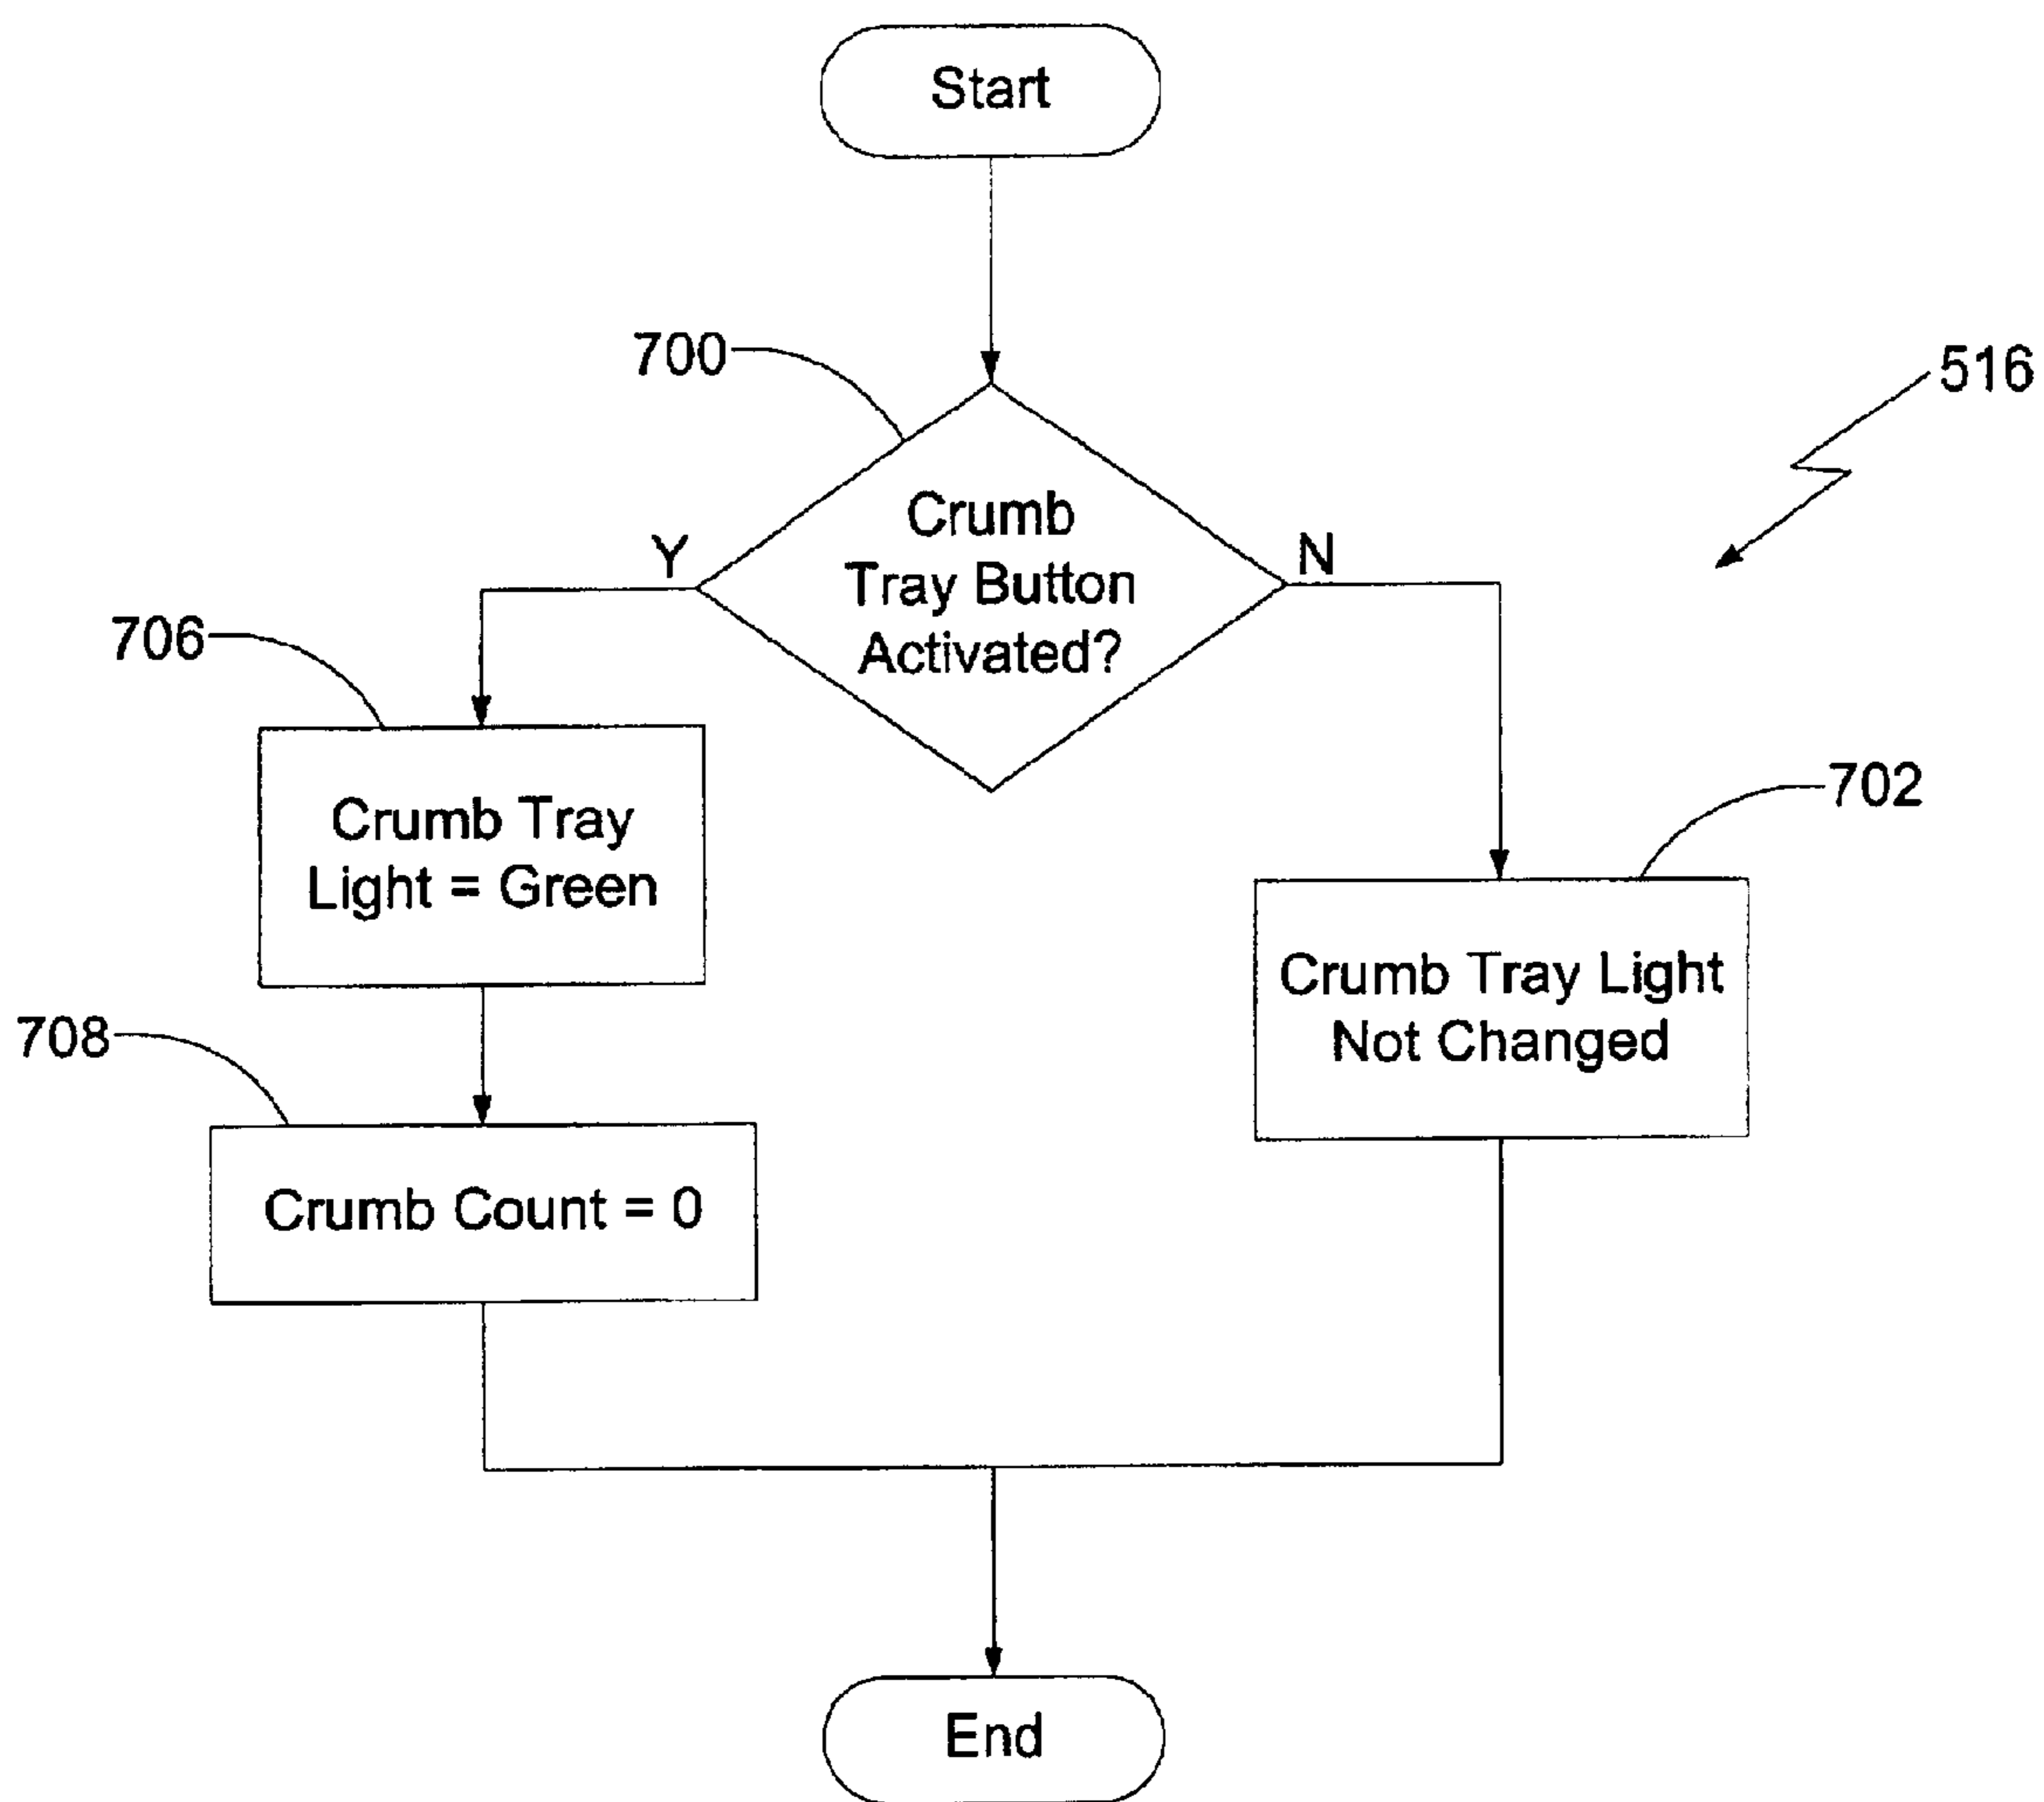 Start
700
516
Crumb
Tray Button
Activated?
Y
N
706
Crumb Tray
Light = Green
702
Crumb Tray Light
Not Changed
708
Crumb Count = 0
End